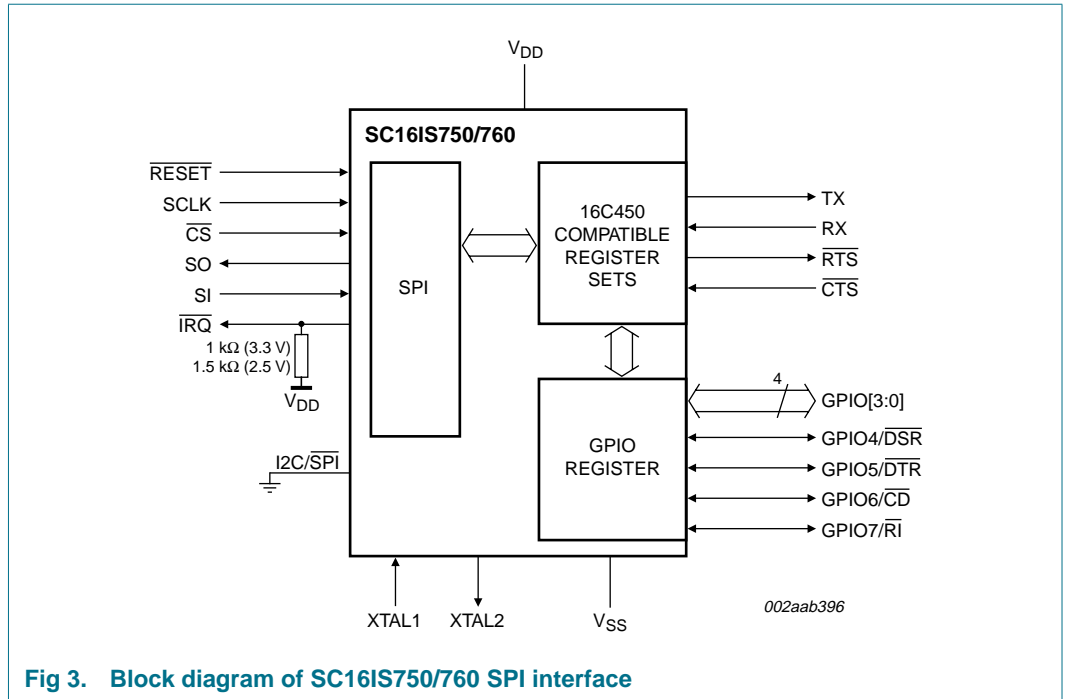 VDD
SC16IS750/760
RESET
SCLK
CS
SO
SI
IRQ
1 kΩ (3.3 V)
1.5 kΩ (2.5 V)
VDD
I2C/SPI
SPI
16C450
COMPATIBLE
REGISTER
SETS
GPIO
REGISTER
TX
RX
RTS
CTS
4
GPIO[3:0]
GPIO4/DSR
GPIO5/DTR
GPIO6/CD
GPIO7/RI
XTAL1
XTAL2
VSS
002aab396
Fig 3. Block diagram of SC16IS750/760 SPI interface